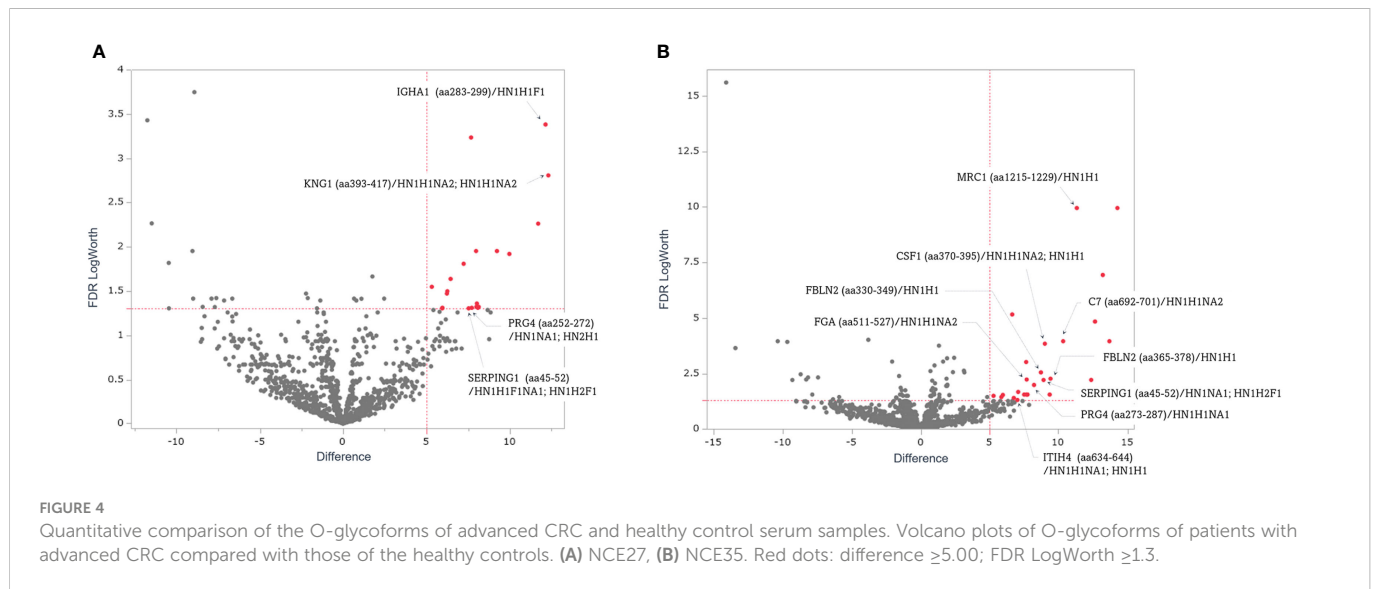 A
4
3.5
3
2.5
2
1.5
1
0.5
0
FDR LogWorth
-10
-5
0
5
10
Difference
IGHA1 (aa283-299)/HN1H1F1
KNG1 (aa393-417)/HN1H1NA2; HN1H1NA2
PRG4 (aa252-272)
/HN1NA1; HN2H1
SERPING1 (aa45-52)
/HN1H1F1NA1; HN1H2F1
B
15
12.5
10
7.5
5
2.5
0
FDR LogWorth
-15
-10
-5
0
5
10
15
Difference
MRC1 (aa1215-1229)/HN1H1
CSF1 (aa370-395)/HN1H1NA2; HN1H1
FBLN2 (aa330-349)/HN1H1
C7 (aa692-701)/HN1H1NA2
FGA (aa511-527)/HN1H1NA2
FBLN2 (aa365-378)/HN1H1
SERPING1 (aa45-52)/HN1NA1; HN1H2F1
PRG4 (aa273-287)/HN1H1NA1
ITIH4 (aa634-644)
/HN1H1NA1; HN1H1
FIGURE 4
Quantitative comparison of the O-glycoforms of advanced CRC and healthy control serum samples. Volcano plots of O-glycoforms of patients with
advanced CRC compared with those of the healthy controls. (A) NCE27, (B) NCE35. Red dots: difference ≥5.00; FDR LogWorth ≥1.3.